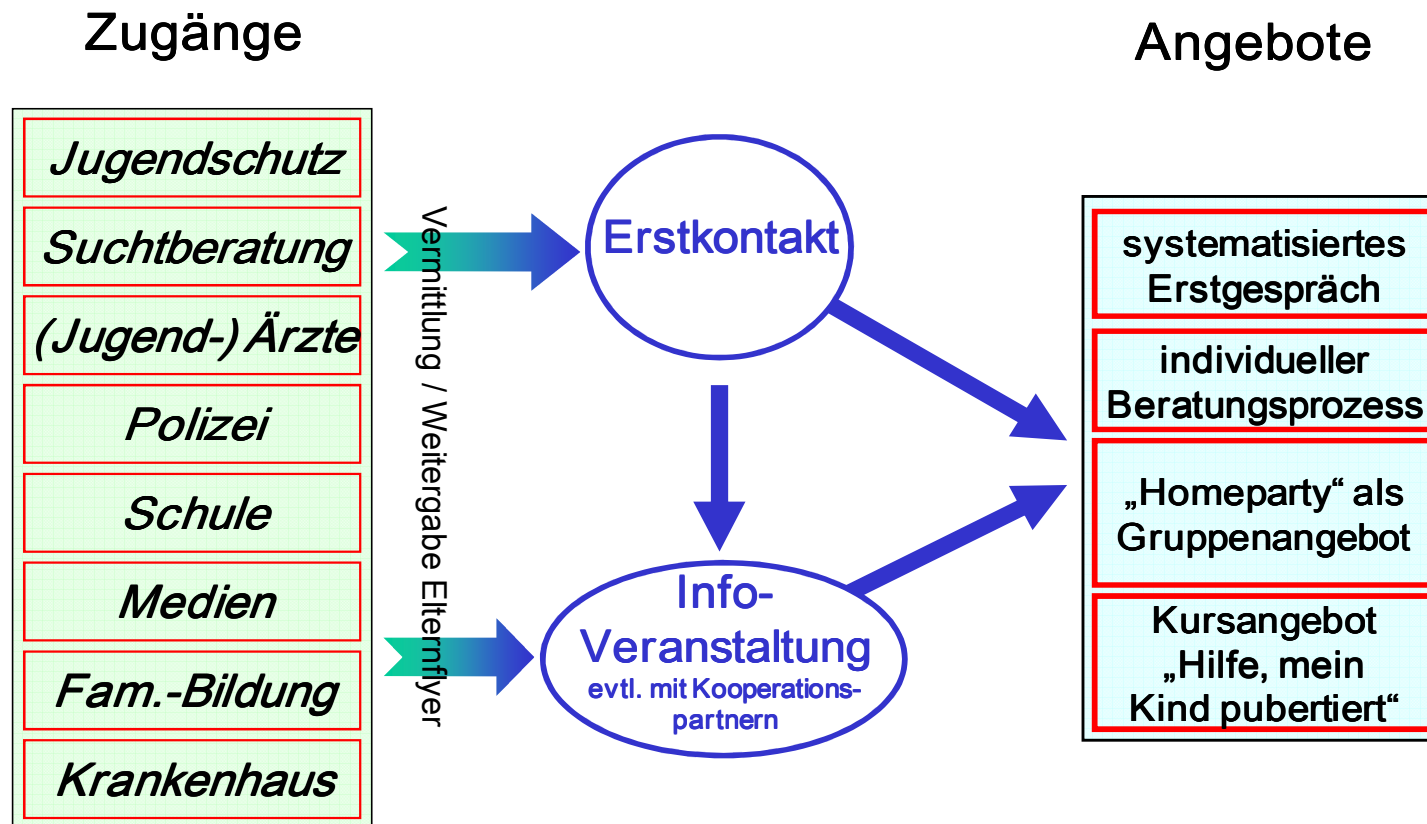 Zugänge
Angebote
Jugendschutz
Suchtberatung
(Jugend-) Ärzte
Polizei
Schule
Medien
Fam.-Bildung
Krankenhaus
Vermittlung / Weitergabe Elternflyer
Erstkontakt
Info-
Veranstaltung
evtl. mit Kooperations-
partnern
systematisiertes
Erstgespräch
individueller
Beratungsprozess
„Homeparty“ als
Gruppenangebot
Kursangebot
„Hilfe, mein
Kind pubertiert“